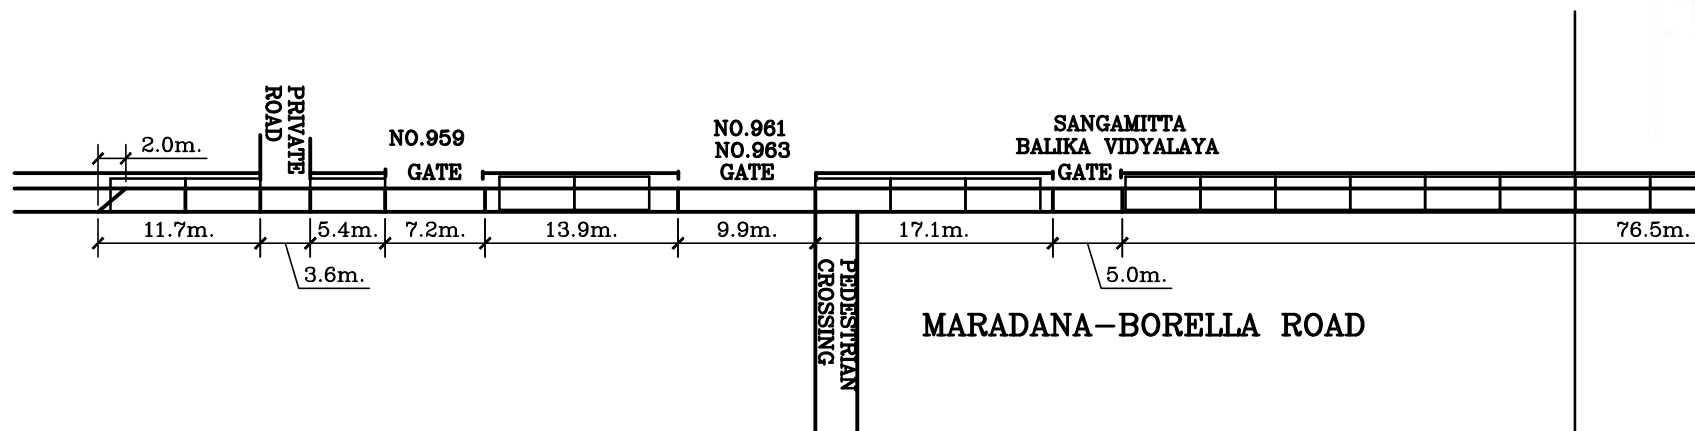 2.0m.
PRIVATE
ROAD
NO.959
GATE
NO.961
NO.963
GATE
SANGAMITTA
BALIKA VIDYALAYA
GATE
11.7m.
5.4m.
7.2m.
13.9m.
9.9m.
17.1m.
76.5m.
3.6m.
5.0m.
PEDESTRIAN
CROSSING
MARADANA-BORELLA ROAD